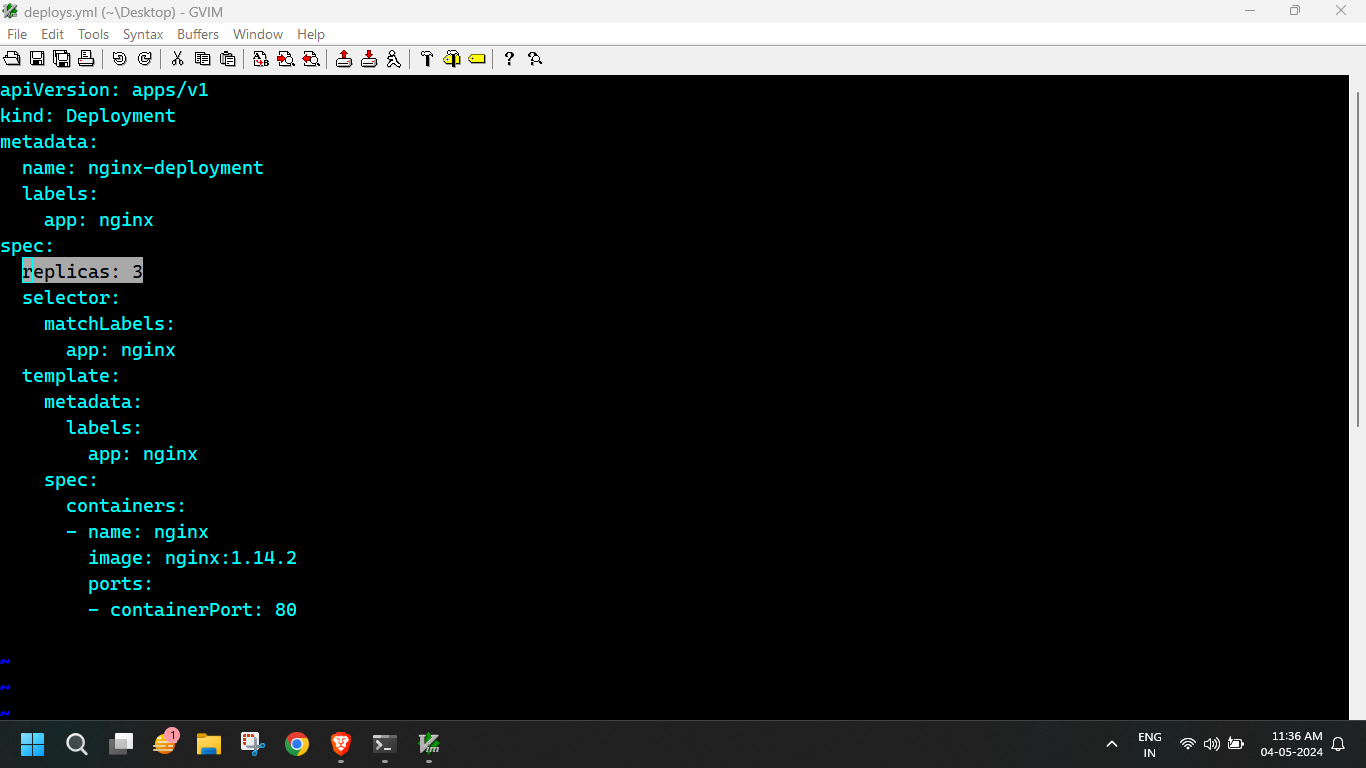 deploys.yml (~\Desktop) - GVIM
File Edit Tools Syntax Buffers Window Help
apiVersion: apps/v1
kind: Deployment
metadata:
  name: nginx-deployment
  labels:
    app: nginx
spec:
  replicas: 3
  selector:
    matchLabels:
      app: nginx
  template:
    metadata:
      labels:
        app: nginx
    spec:
      containers:
      - name: nginx
        image: nginx:1.14.2
        ports:
        - containerPort: 80
~
~
~
1
ENG
IN
11:36 AM
04-05-2024